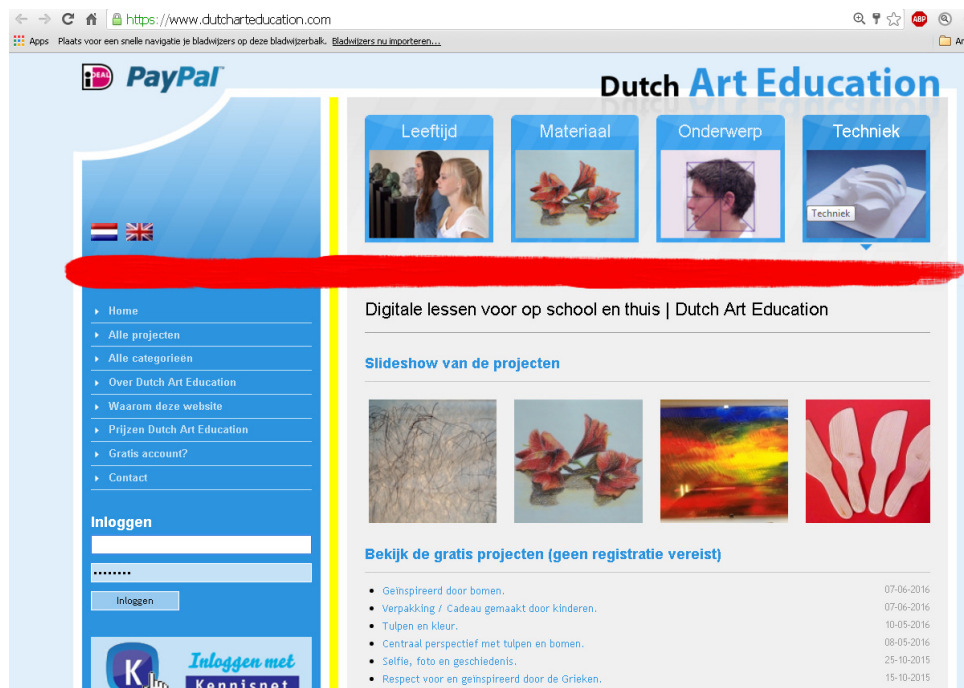 https://www.dutcharteducation.com
ABP
Apps Plaats voor een snelle navigatie je bladwijzers op deze bladwijzerbalk. Bladwijzers nu importeren...
iDEAL PayPal
Dutch Art Education
Leeftijd Materiaal Onderwerp Techniek
Techniek
Home
Alle projecten
Alle categorieën
Over Dutch Art Education
Waarom deze website
Prijzen Dutch Art Education
Gratis account?
Contact
Inloggen
Inloggen
Inloggen met
Kennisnet
Digitale lessen voor op school en thuis | Dutch Art Education
Slideshow van de projecten
Bekijk de gratis projecten (geen registratie vereist)
Geïnspireerd door bomen. 07-06-2016
Verpakking / Cadeau gemaakt door kinderen. 07-06-2016
Tulpen en kleur. 10-05-2016
Centraal perspectief met tulpen en bomen. 08-05-2016
Selfie, foto en geschiedenis. 25-10-2015
Respect voor en geïnspireerd door de Grieken. 15-10-2015